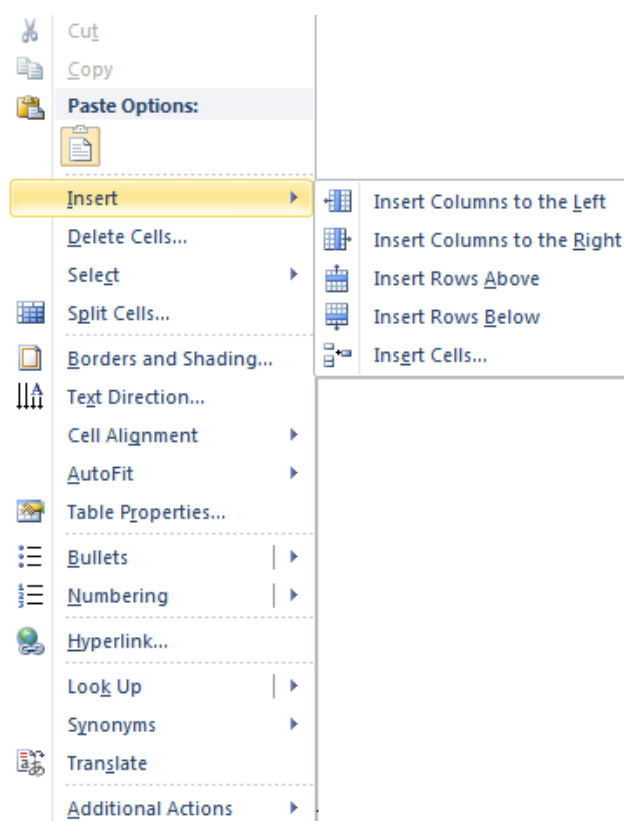 Cut
Copy
Paste Options:
Insert
Insert Columns to the Left
Delete Cells...
Insert Columns to the Right
Select
Insert Rows Above
Split Cells...
Insert Rows Below
Borders and Shading...
Insert Cells...
Text Direction...
Cell Alignment
AutoFit
Table Properties...
Bullets
Numbering
Hyperlink...
Look Up
Synonyms
Translate
Additional Actions